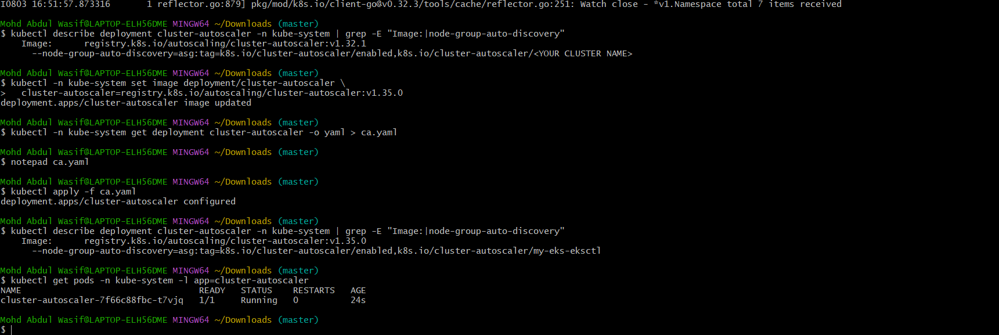 I0803 16:51:57.873316       1 reflector.go:879] pkg/mod/k8s.io/client-go@v0.32.3/tools/cache/reflector.go:251: Watch close - *v1.Namespace total 7 items received
Mohd Abdul Wasif@LAPTOP-ELH56DME MINGW64 ~/Downloads (master)
$ kubectl describe deployment cluster-autoscaler -n kube-system | grep -E "Image:|node-group-auto-discovery"
    Image:      registry.k8s.io/autoscaling/cluster-autoscaler:v1.32.1
      --node-group-auto-discovery=asg:tag=k8s.io/cluster-autoscaler/enabled,k8s.io/cluster-autoscaler/<YOUR CLUSTER NAME>
Mohd Abdul Wasif@LAPTOP-ELH56DME MINGW64 ~/Downloads (master)
$ kubectl -n kube-system set image deployment/cluster-autoscaler \
>   cluster-autoscaler=registry.k8s.io/autoscaling/cluster-autoscaler:v1.35.0
deployment.apps/cluster-autoscaler image updated
Mohd Abdul Wasif@LAPTOP-ELH56DME MINGW64 ~/Downloads (master)
$ kubectl -n kube-system get deployment cluster-autoscaler -o yaml > ca.yaml
Mohd Abdul Wasif@LAPTOP-ELH56DME MINGW64 ~/Downloads (master)
$ notepad ca.yaml
Mohd Abdul Wasif@LAPTOP-ELH56DME MINGW64 ~/Downloads (master)
$ kubectl apply -f ca.yaml
deployment.apps/cluster-autoscaler configured
Mohd Abdul Wasif@LAPTOP-ELH56DME MINGW64 ~/Downloads (master)
$ kubectl describe deployment cluster-autoscaler -n kube-system | grep -E "Image:|node-group-auto-discovery"
    Image:      registry.k8s.io/autoscaling/cluster-autoscaler:v1.35.0
      --node-group-auto-discovery=asg:tag=k8s.io/cluster-autoscaler/enabled,k8s.io/cluster-autoscaler/my-eks-eksctl
Mohd Abdul Wasif@LAPTOP-ELH56DME MINGW64 ~/Downloads (master)
$ kubectl get pods -n kube-system -l app=cluster-autoscaler
NAME                                  READY   STATUS    RESTARTS   AGE
cluster-autoscaler-7f66c88fbc-t7vjq   1/1     Running   0          24s
Mohd Abdul Wasif@LAPTOP-ELH56DME MINGW64 ~/Downloads (master)
$